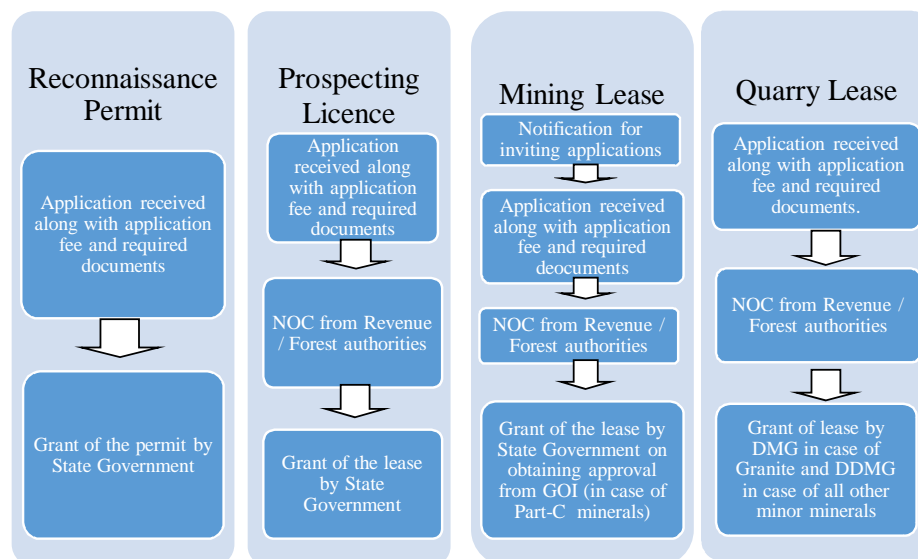 Reconnaissance
Permit
Application received
along with application
fee and required
documents
Grant of the permit by
State Government
Prospecting
Licence
Application
received along
with application
fee and required
documents
NOC from Revenue
/ Forest authorities
Grant of the lease
by State
Government
Mining Lease
Notification for
inviting applications
Application received
along with application
fee and required
deocuments
NOC from Revenue /
Forest authorities
Grant of the lease by
State Government on
obtaining approval
from GOI (in case of
Part-C minerals)
Quarry Lease
Application received
along with application
fee and required
documents.
NOC from Revenue /
Forest authorities
Grant of lease by
DMG in case of
Granite and DDMG
in case of all other
minor minerals